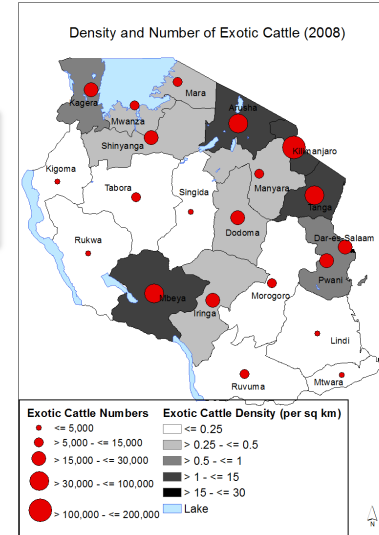 Density and Number of Exotic Cattle (2008)
Mara
Kagera
Mwanza
Arusha
Shinyanga
Kilimanjaro
Kigoma
Tabora
Singida
Manyara
Tanga
Rukwa
Dodoma
Dar-es-Salaam
Pwani
Mbeya
Iringa
Morogoro
Lindi
Ruvuma
Mtwara
Exotic Cattle Numbers
<= 5,000
> 5,000 - <= 15,000
> 15,000 - <= 30,000
> 30,000 - <= 100,000
> 100,000 - <= 200,000
Exotic Cattle Density (per sq km)
<= 0.25
> 0.25 - <= 0.5
> 0.5 - <= 1
> 1 - <= 15
> 15 - <= 30
Lake
N